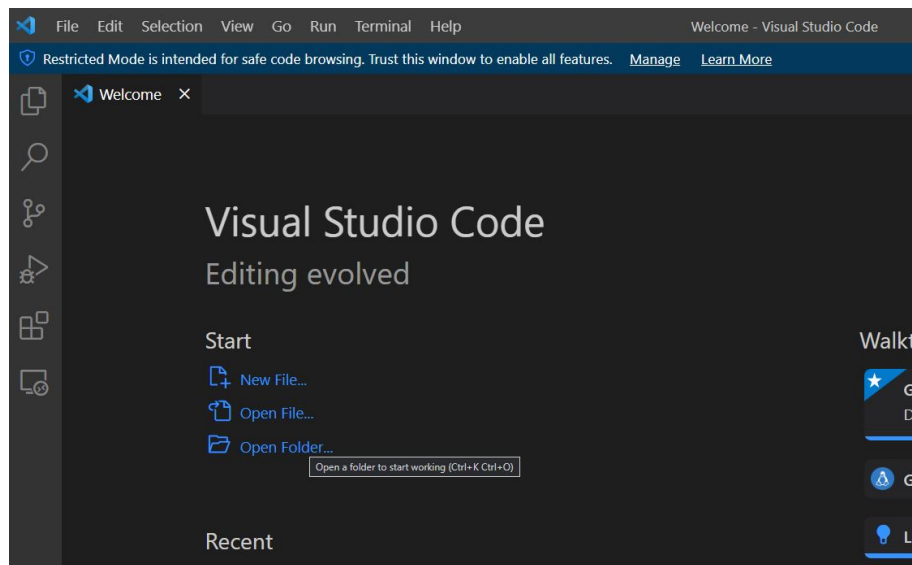 File Edit Selection View Go Run Terminal Help Welcome - Visual Studio Code
Restricted Mode is intended for safe code browsing. Trust this window to enable all features. Manage Learn More
Welcome
Visual Studio Code
Editing evolved
Start
New File...
Open File...
Open Folder...
Open a folder to start working (Ctrl+K Ctrl+O)
Recent